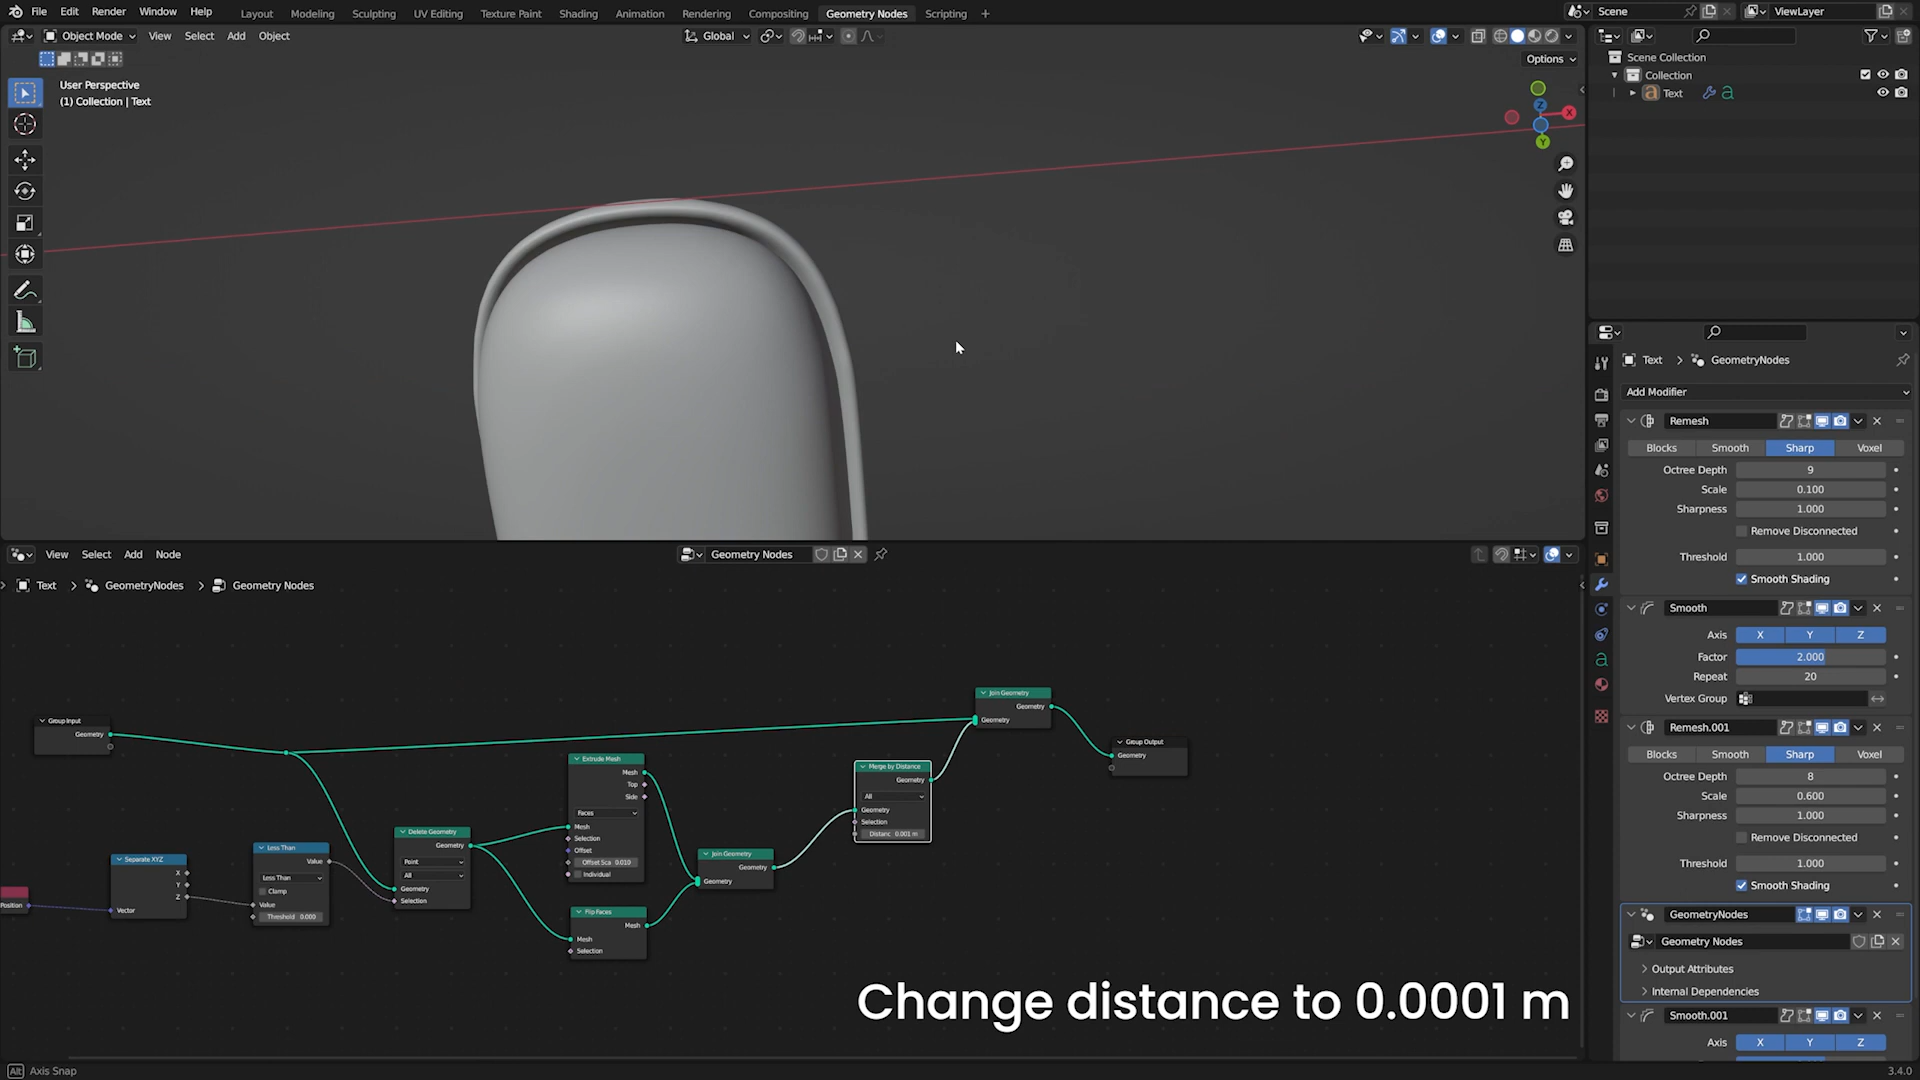 File Edit Render Window Help Layout Modeling Sculpting UV Editing Texture Paint Shading Animation Rendering Compositing Geometry Nodes Scripting + Scene ViewLayer
Object Mode View Select Add Object Global
Options
User Perspective
(1) Collection | Text
Z
X
Y
Scene Collection
Collection
Text
Text > GeometryNodes
Add Modifier
Remesh
Blocks Smooth Sharp Voxel
Octree Depth 9
Scale 0.100
Sharpness 1.000
Remove Disconnected
Threshold 1.000
Smooth Shading
Smooth
Axis X Y Z
Factor 2.000
Repeat 20
Vertex Group
Remesh.001
Blocks Smooth Sharp Voxel
Octree Depth 8
Scale 0.600
Sharpness 1.000
Remove Disconnected
Threshold 1.000
Smooth Shading
GeometryNodes
Geometry Nodes
Output Attributes
Internal Dependencies
Smooth.001
Axis X Y Z
View Select Add Node Geometry Nodes
Text > GeometryNodes > Geometry Nodes
Group Input
Geometry
Position
Separate XYZ
X
Y
Z
Vector
Less Than
Value
Less Than
Clamp
Value
Threshold 0.000
Delete Geometry
Geometry
Point
All
Geometry
Selection
Extrude Mesh
Mesh
Top
Side
Faces
Mesh
Selection
Offset
Offset Sca 0.010
Individual
Flip Faces
Mesh
Mesh
Selection
Join Geometry
Geometry
Geometry
Merge by Distance
Geometry
All
Geometry
Selection
Distanc 0.001 m
Join Geometry
Geometry
Geometry
Group Output
Geometry
Change distance to 0.0001 m
Alt Axis Snap
3.4.0